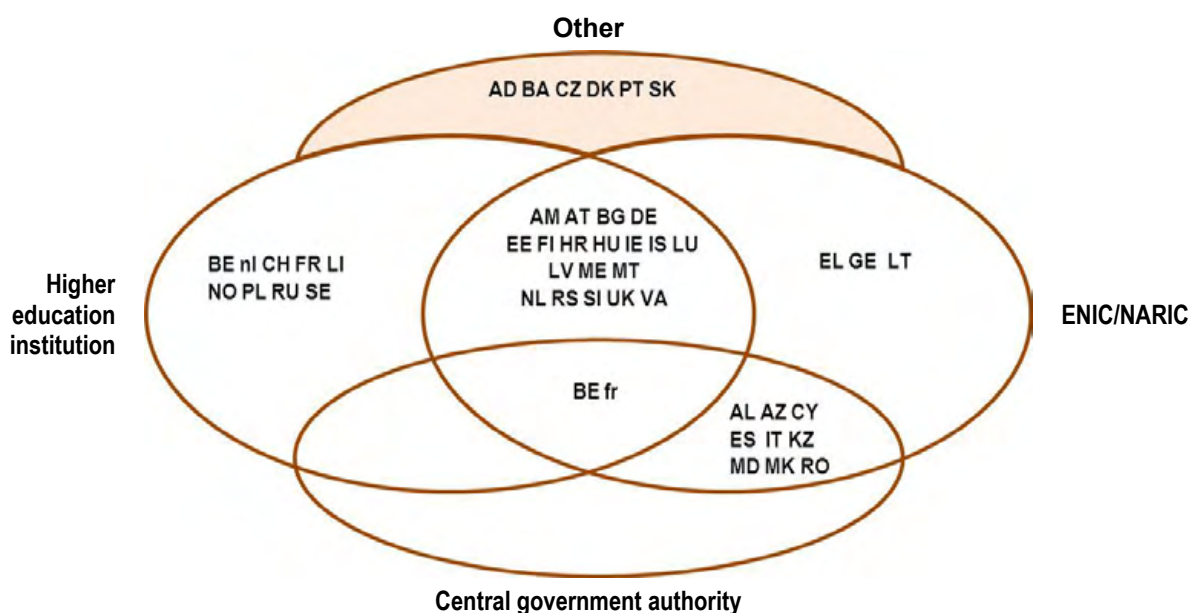 Other
AD BA CZ DK PT SK
AM AT BG DE
EE FI HR HU IE IS LU
LV ME MT
NL RS SI UK VA
BE nl CH FR LI
NO PL RU SE
EL GE LT
Higher
education
institution
ENIC/NARIC
BE fr
AL AZ CY
ES IT KZ
MD MK RO
Central government authority